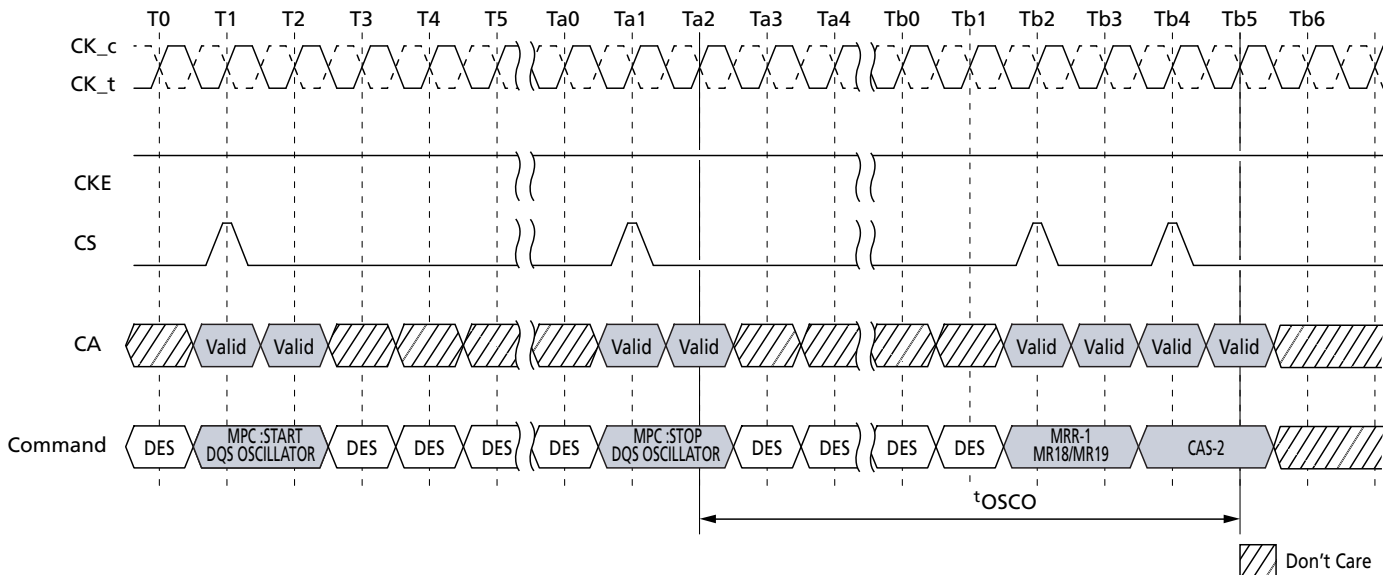 T0 T1 T2 T3 T4 T5 Ta0 Ta1 Ta2 Ta3 Ta4 Tb0 Tb1 Tb2 Tb3 Tb4 Tb5 Tb6
CK_c
CK_t
CKE
CS
CA Valid Valid Valid Valid Valid Valid Valid Valid
Command DES MPC :START DQS OSCILLATOR DES DES DES DES MPC :STOP DQS OSCILLATOR DES DES DES DES MRR-1 MR18/MR19 CAS-2
tOSCO
Don't Care